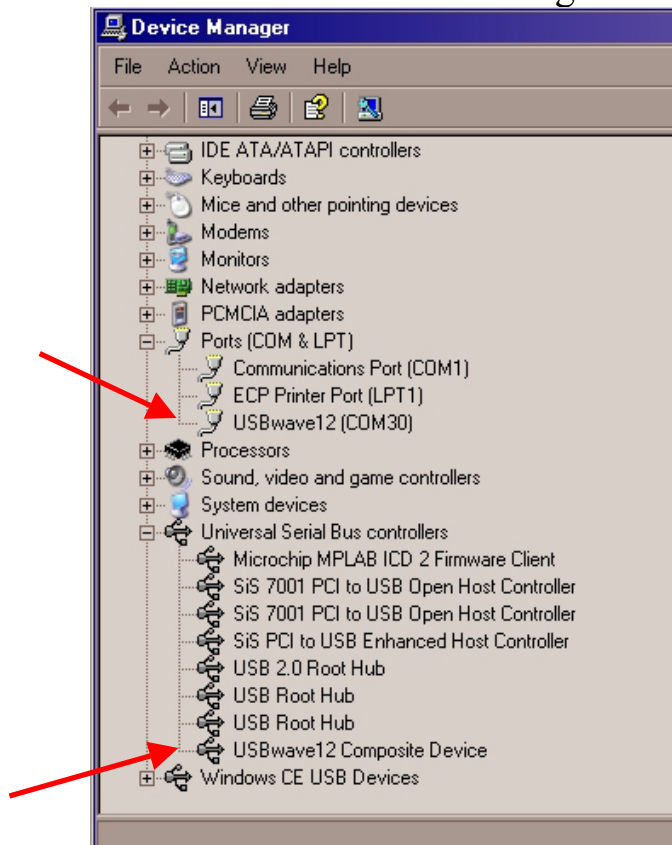 Device Manager
File Action View Help
IDE ATA/ATAPI controllers
Keyboards
Mice and other pointing devices
Modems
Monitors
Network adapters
PCMCIA adapters
Ports (COM & LPT)
Communications Port (COM1)
ECP Printer Port (LPT1)
USBwave12 (COM30)
Processors
Sound, video and game controllers
System devices
Universal Serial Bus controllers
Microchip MPLAB ICD 2 Firmware Client
SiS 7001 PCI to USB Open Host Controller
SiS 7001 PCI to USB Open Host Controller
SiS PCI to USB Enhanced Host Controller
USB 2.0 Root Hub
USB Root Hub
USB Root Hub
USBwave12 Composite Device
Windows CE USB Devices